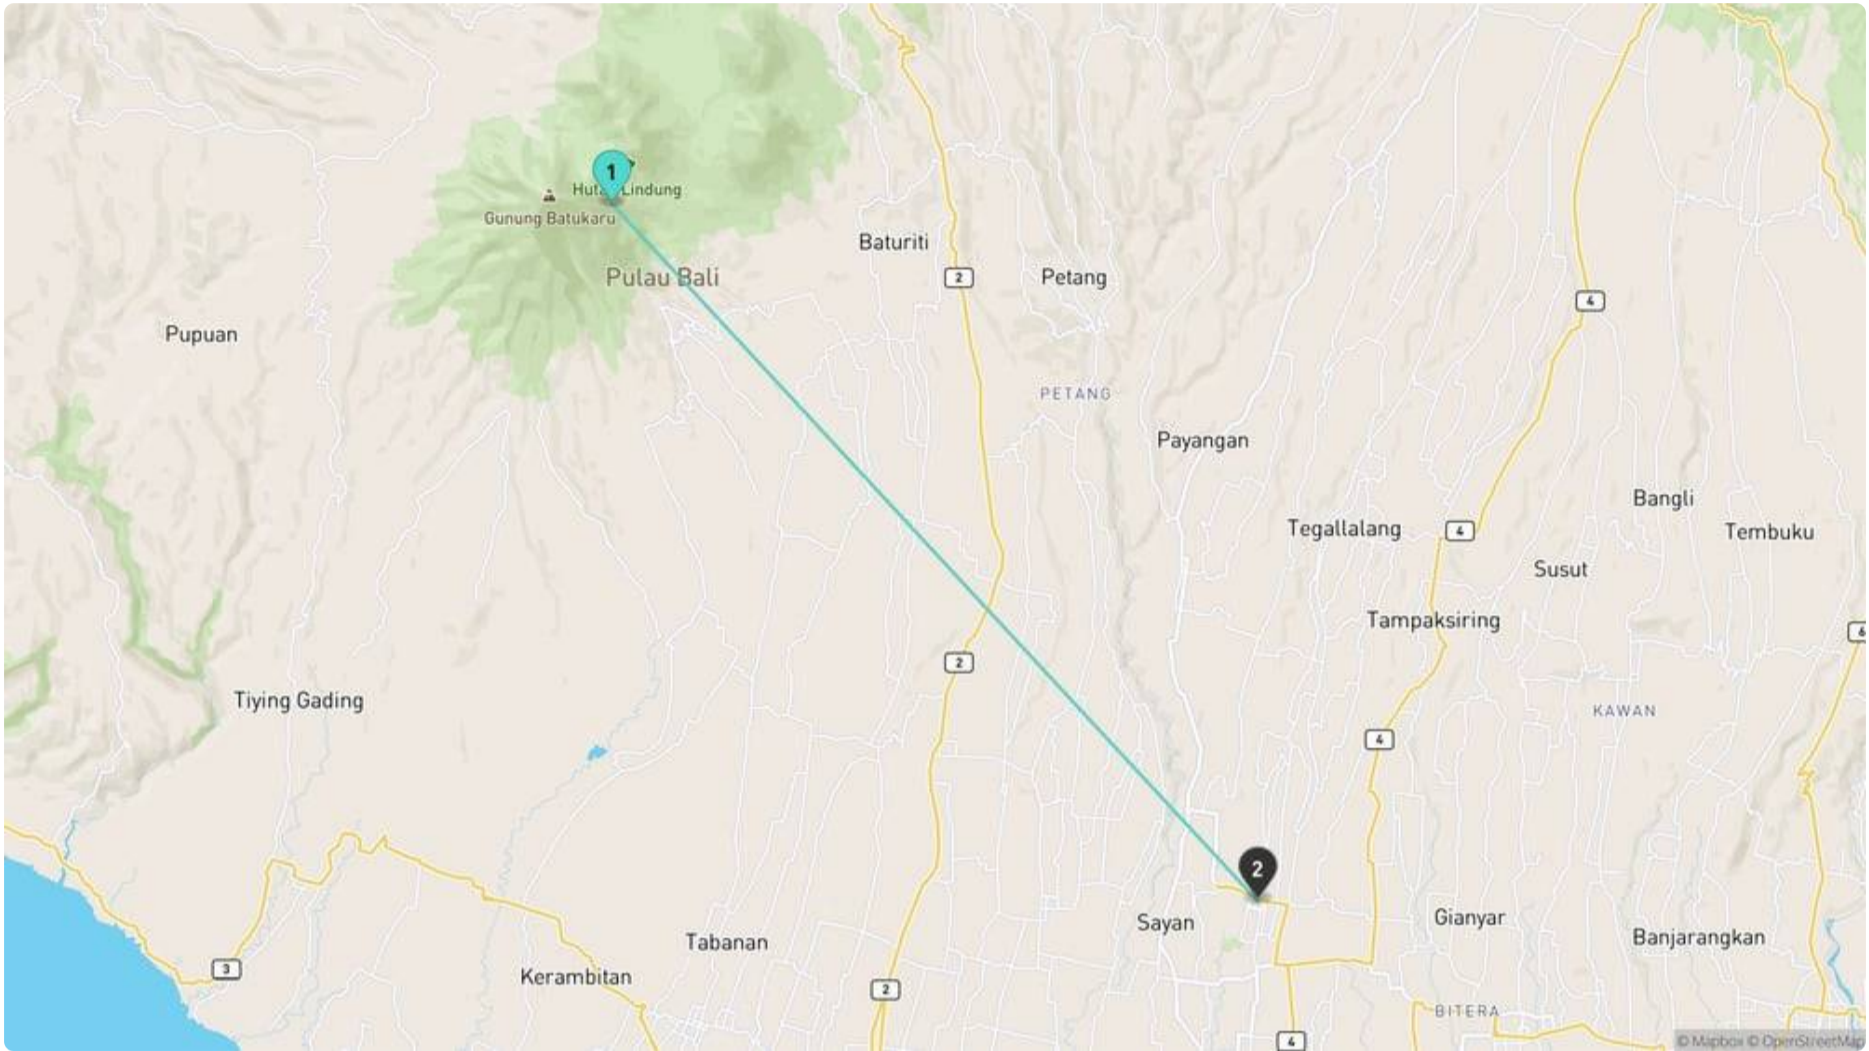 1
Hutan Lindung
Gunung Batukaru
Baturiti
Pulau Bali
2
Petang
4
Pupuan
PETANG
Payangan
Bangli
Tegallalang
4
Tembuku
Susut
Tampaksiring
6
2
Tiying Gading
KAWAN
4
2
Sayan
Gianyar
Tabanan
Banjarangkan
3
Kerambitan
2
BITERA
4
© Mapbox © OpenStreetMap